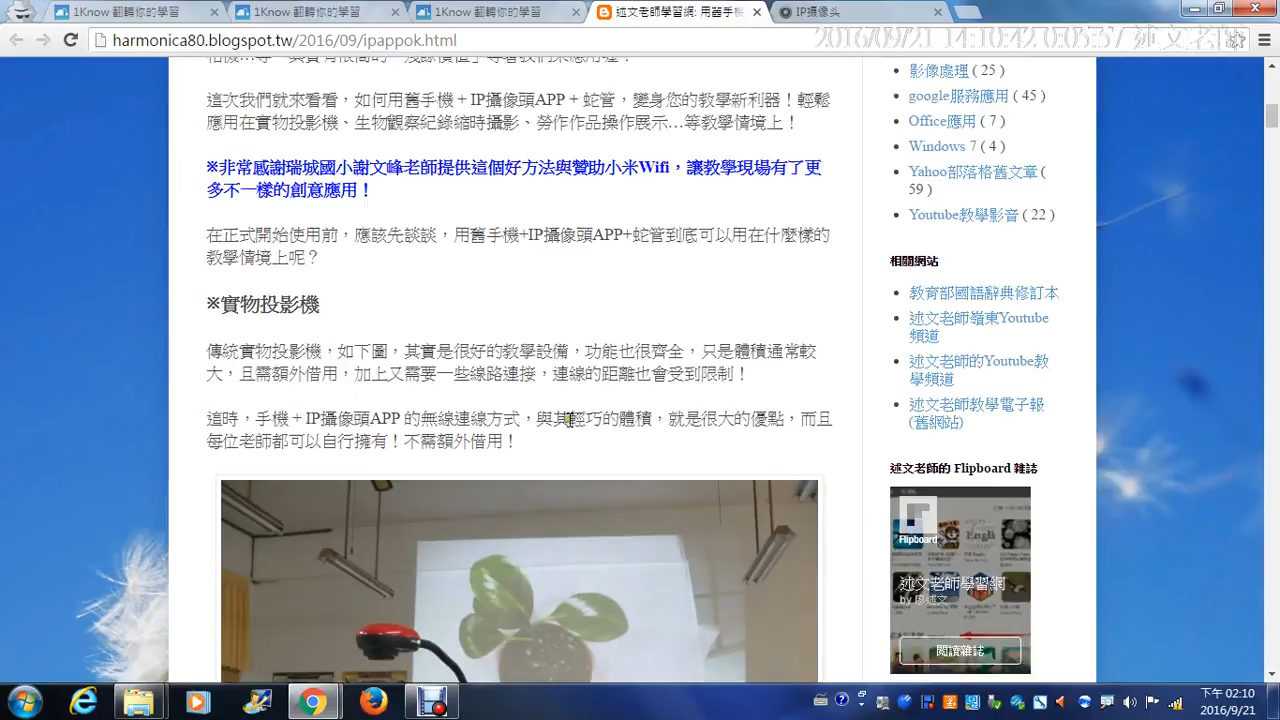 1Know 翻轉你的學習
1Know 翻轉你的學習
1Know 翻轉你的學習
述文老師學習網: 用舊手機
IP摄像头
harmonica80.blogspot.tw/2016/09/ipappok.html
2016/09/21 14:10:42
這次我們就來看看，如何用舊手機＋IP攝像頭APP＋蛇管，變身您的教學新利器！輕鬆
應用在實物投影機、生物觀察紀錄縮時攝影、勞作作品操作展示…等教學情境上！
※非常感謝瑞城國小謝文峰老師提供這個好方法與贊助小米Wifi，讓教學現場有了更
多不一樣的創意應用！
在正式開始使用前，應該先談談，用舊手機+IP攝像頭APP+蛇管到底可以用在什麼樣的
教學情境上呢？
※實物投影機
傳統實物投影機，如下圖，其實是很好的教學設備，功能也很齊全，只是體積通常較
大，且需額外借用，加上又需要一些線路連接，連線的距離也會受到限制！
這時，手機＋IP攝像頭APP 的無線連線方式，與其輕巧的體積，就是很大的優點，而且
每位老師都可以自行擁有！不需額外借用！
影像處理 ( 25 )
google服務應用 ( 45 )
Office應用 ( 7 )
Windows 7 ( 4 )
Yahoo部落格舊文章 (
59 )
Youtube教學影音 ( 22 )
相關網站
教育部國語辭典修訂本
述文老師嶺東Youtube
頻道
述文老師的Youtube教
學頻道
述文老師教學電子報
(舊網站)
述文老師的 Flipboard 雜誌
Flipboard
述文老師學習網
by 廖述文
閱讀雜誌
下午 02:10
2016/9/21